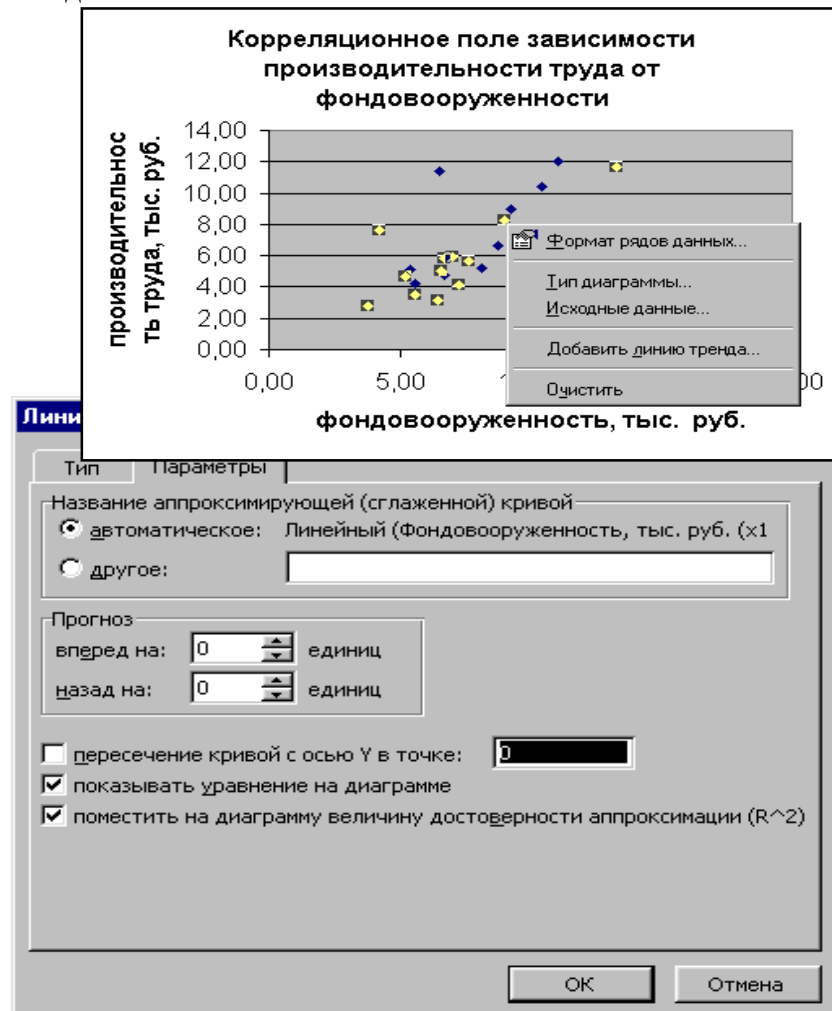 Корреляционное поле зависимости
производительности труда от
фондовооруженности
производительнос
ть труда, тыс. руб.
14,00
12,00
10,00
8,00
6,00
4,00
2,00
0,00
0,00 5,00
фондовооруженность, тыс. руб.
Формат рядов данных...
Тип диаграммы...
Исходные данные...
Добавить линию тренда...
Очистить
Лини
Тип Параметры
Название аппроксимирующей (сглаженной) кривой
автоматическое: Линейный (Фондовооруженность, тыс. руб. (x1
другое:
Прогноз
вперед на: 0 единиц
назад на: 0 единиц
пересечение кривой с осью Y в точке: 0
показывать уравнение на диаграмме
поместить на диаграмму величину достоверности аппроксимации (R^2)
ОК Отмена